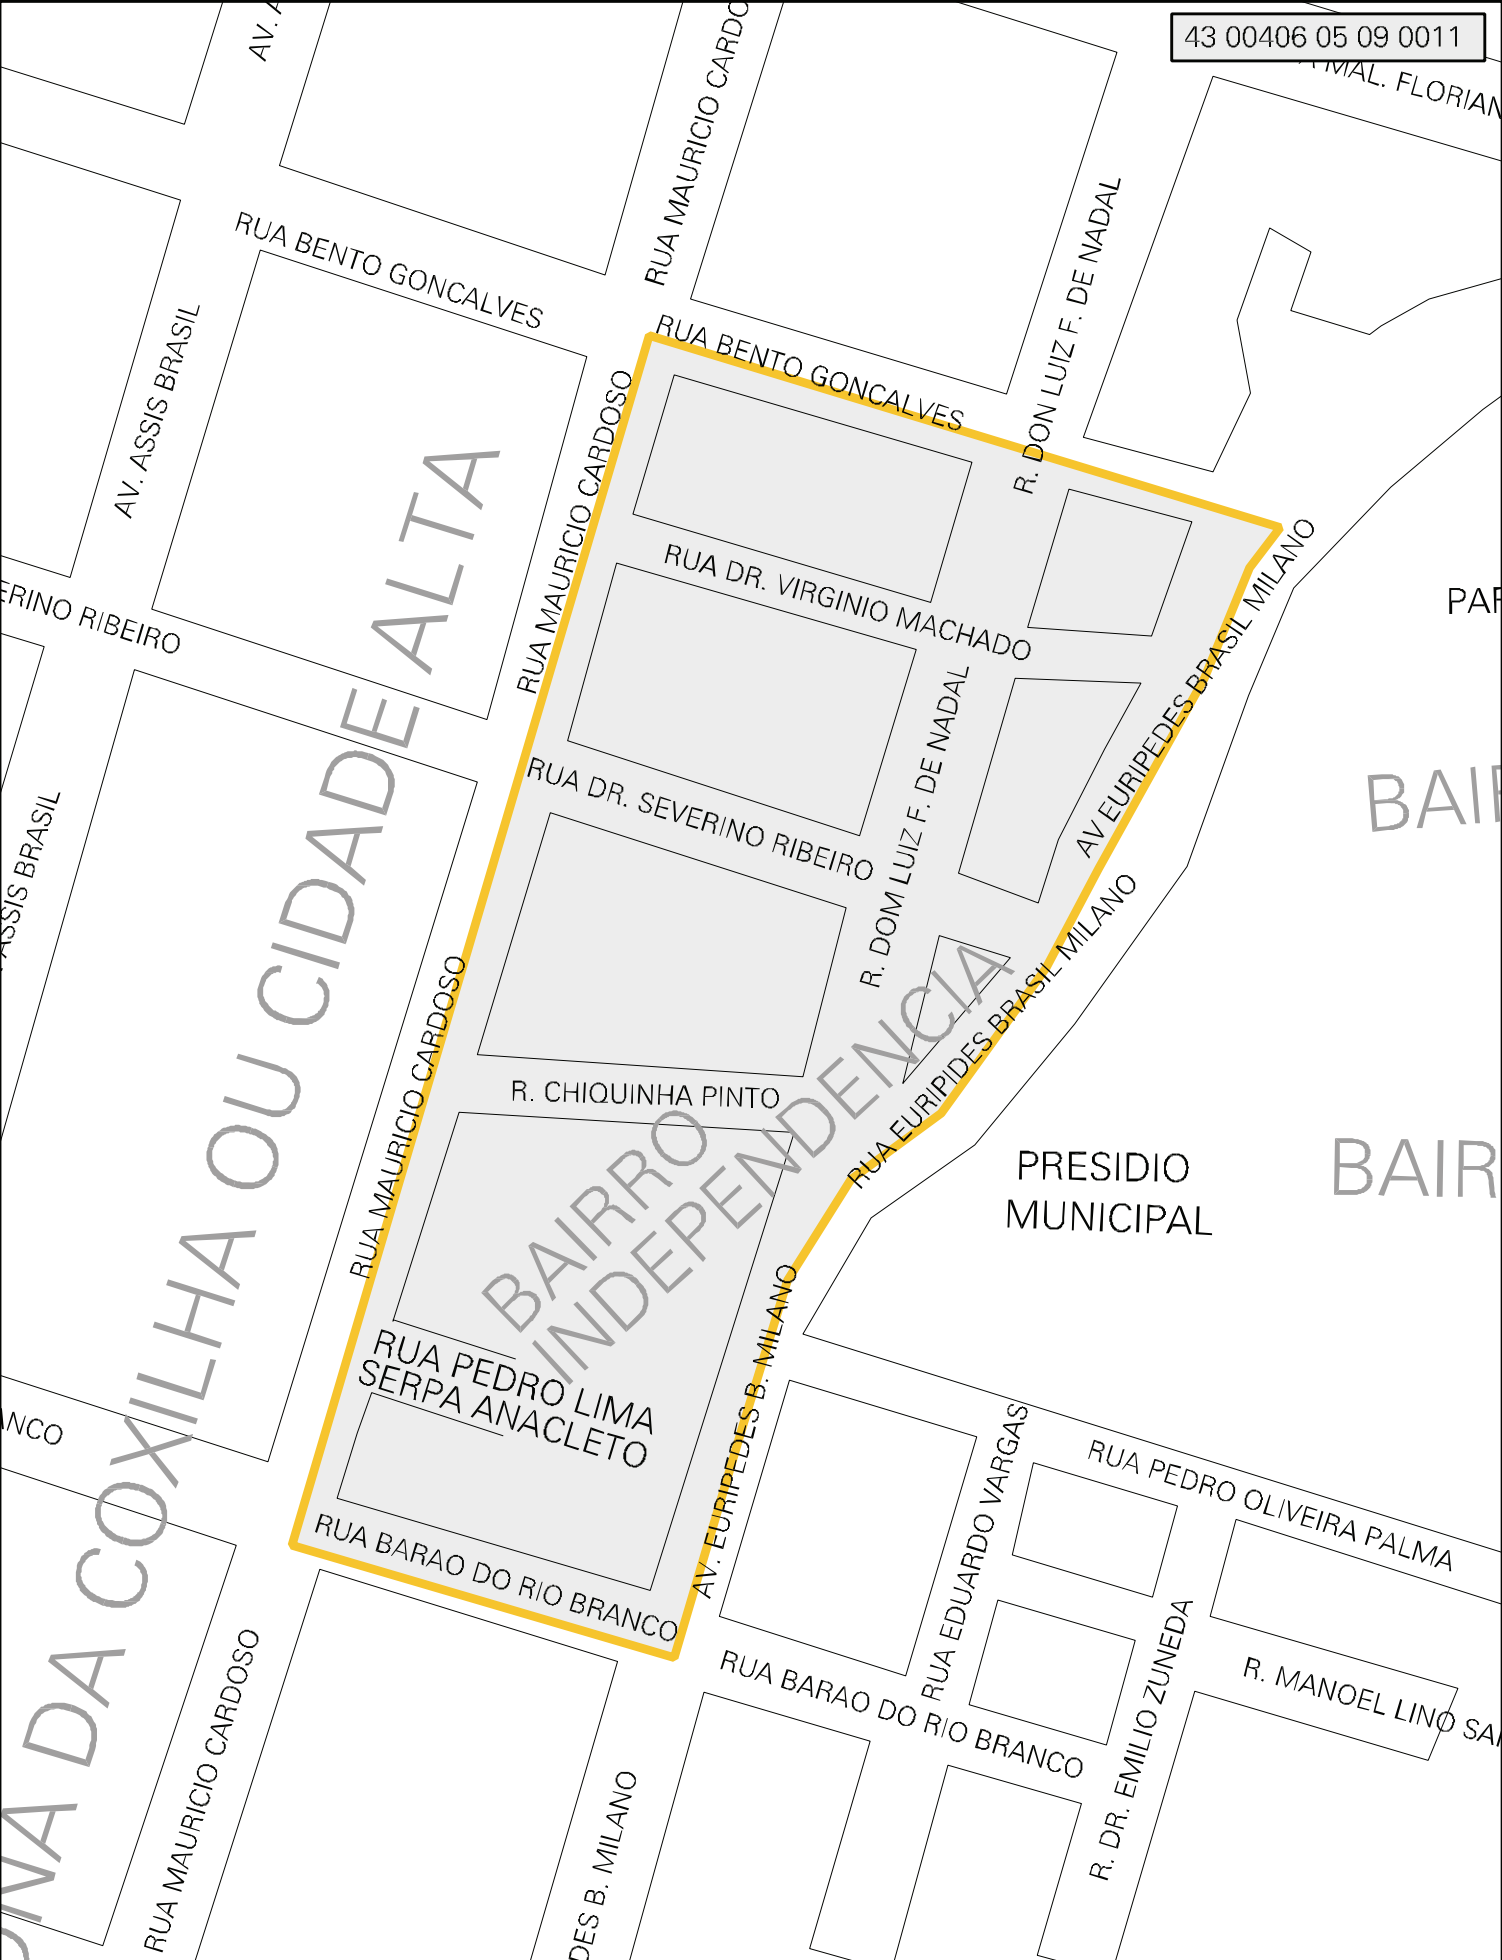 43 00406 05 09 0011
AV. A
RUA MAURICIO CARDO
A MAL. FLORIAN
RUA BENTO GONCALVES
R. DON LUIZ F. DE NADAL
RUA BENTO GONCALVES
AV. ASSIS BRASIL
RUA MAURICIO CARDOSO
ERINO RIBEIRO
RUA DR. VIRGINIO MACHADO
AV EURIPEDES BRASIL MILANO
PAR
R. DOM LUIZ F. DE NADAL
RUA DR. SEVERINO RIBEIRO
BAIR
ASSIS BRASIL
RUA EURIPIDES BRASIL MILANO
RUA MAURICIO CARDOSO
R. CHIQUINHA PINTO
BAIRRO
INDEPENDENCIA
PRESIDIO
MUNICIPAL
BAIR
ONA DA COXILHA OU CIDADE ALTA
RUA PEDRO LIMA
SERPA ANACLETO
AV. EURIPEDES B. MILANO
ANCO
RUA EDUARDO VARGAS
RUA PEDRO OLIVEIRA PALMA
RUA BARAO DO RIO BRANCO
RUA BARAO DO RIO BRANCO
R. DR. EMILIO ZUNEDA
R. MANOEL LINO SAI
RUA MAURICIO CARDOSO
DES B. MILANO